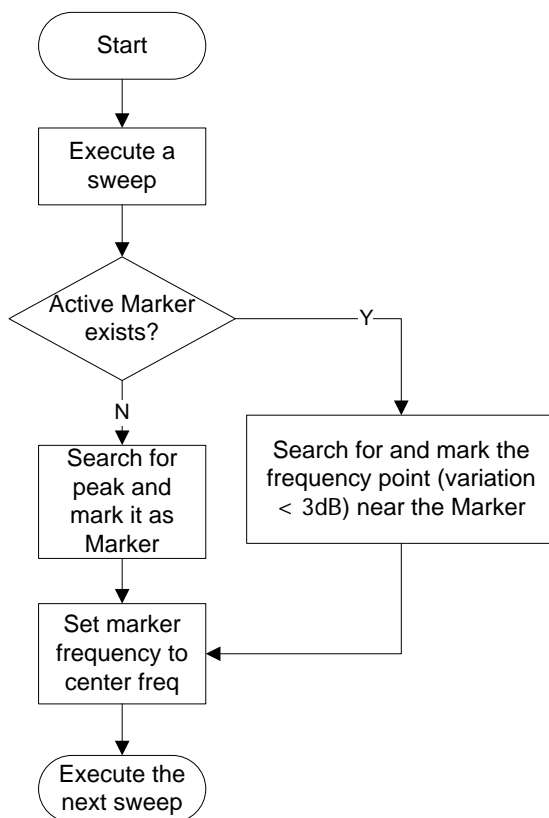 Start
Execute a
sweep
Active Marker
exists?
Y
N
Search for
peak and
mark it as
Marker
Search for and mark the
frequency point (variation
< 3dB) near the Marker
Set marker
frequency to
center freq
Execute the
next sweep